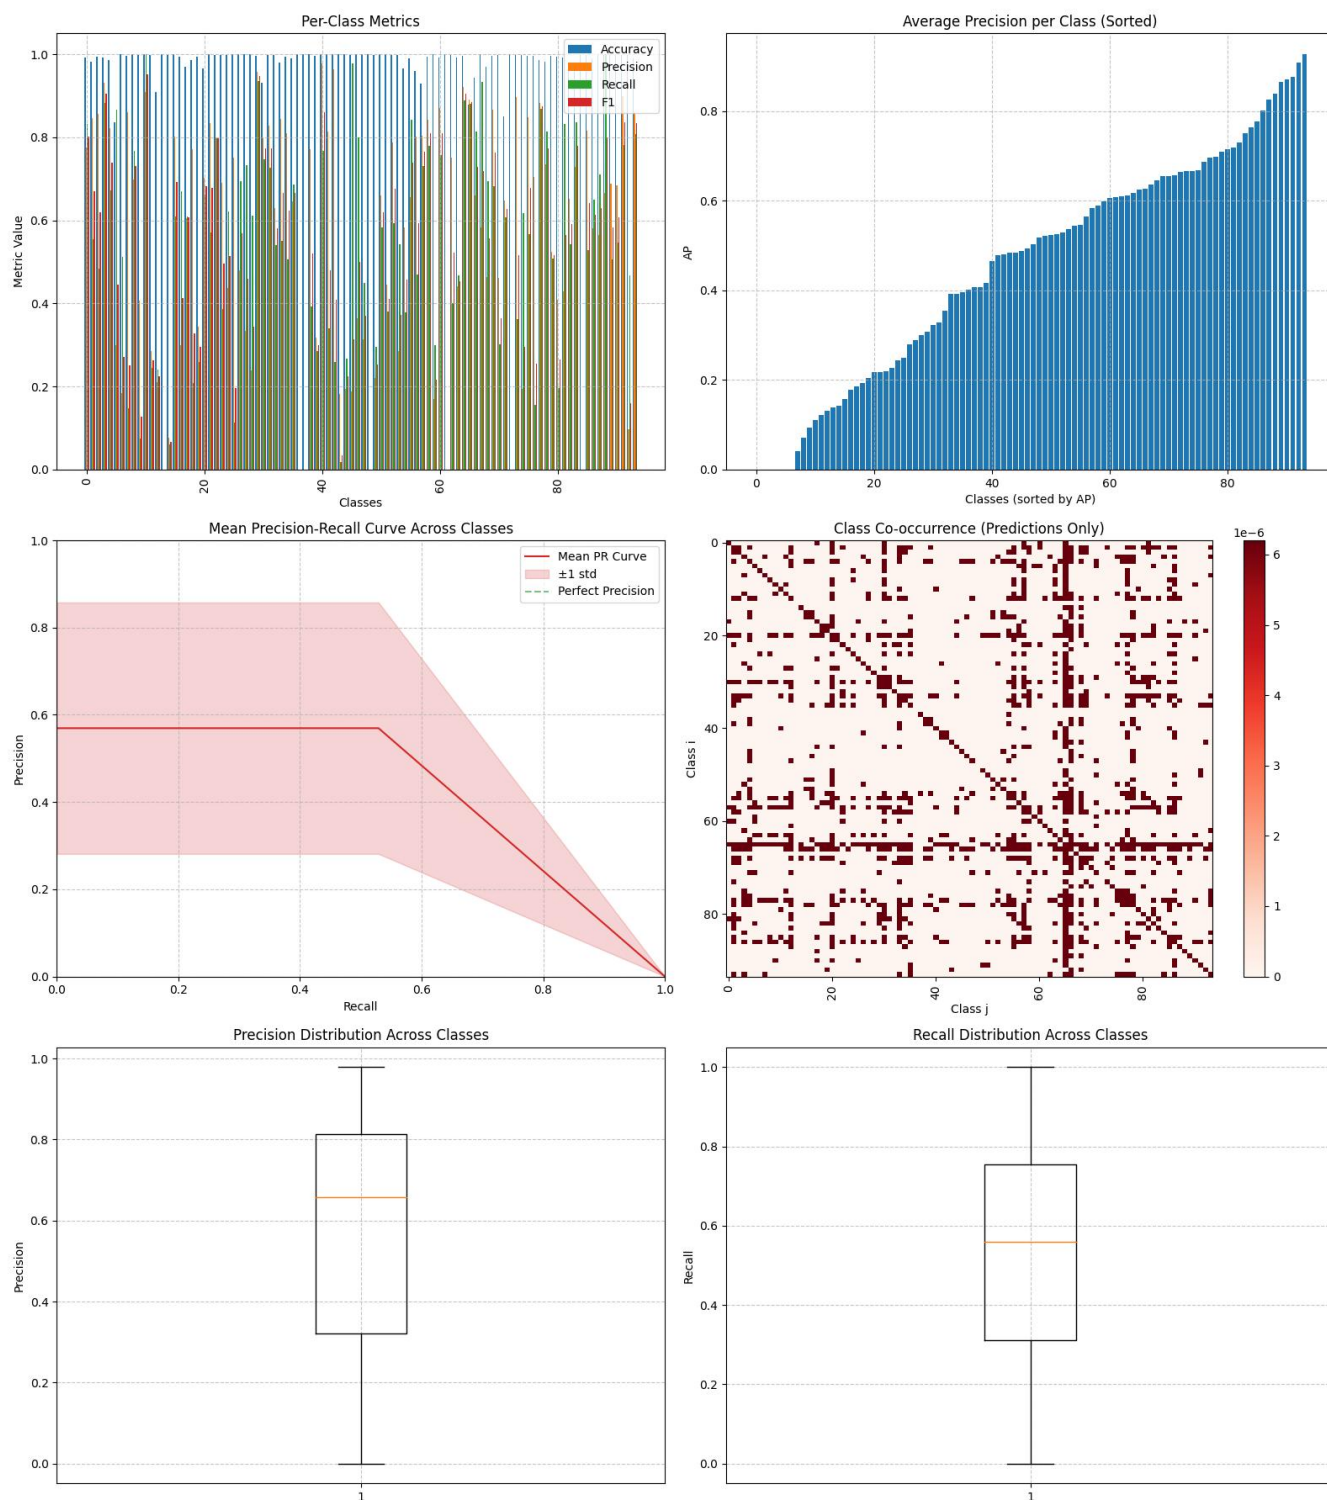 Per-Class Metrics
Metric Value
1.0
0.8
0.6
0.4
0.2
0.0
Accuracy
Precision
Recall
F1
0
20
40
60
80
Classes
Average Precision per Class (Sorted)
AP
0.8
0.6
0.4
0.2
0.0
0
20
40
60
80
Classes (sorted by AP)
Mean Precision-Recall Curve Across Classes
Precision
1.0
0.8
0.6
0.4
0.2
0.0
Mean PR Curve
±1 std
Perfect Precision
0.0
0.2
0.4
0.6
0.8
1.0
Recall
Class Co-occurrence (Predictions Only)
Class i
0
20
40
60
80
0
20
40
60
80
Class j
1e−6
6
5
4
3
2
1
0
Precision Distribution Across Classes
Precision
1.0
0.8
0.6
0.4
0.2
0.0
1
Recall Distribution Across Classes
Recall
1.0
0.8
0.6
0.4
0.2
0.0
1